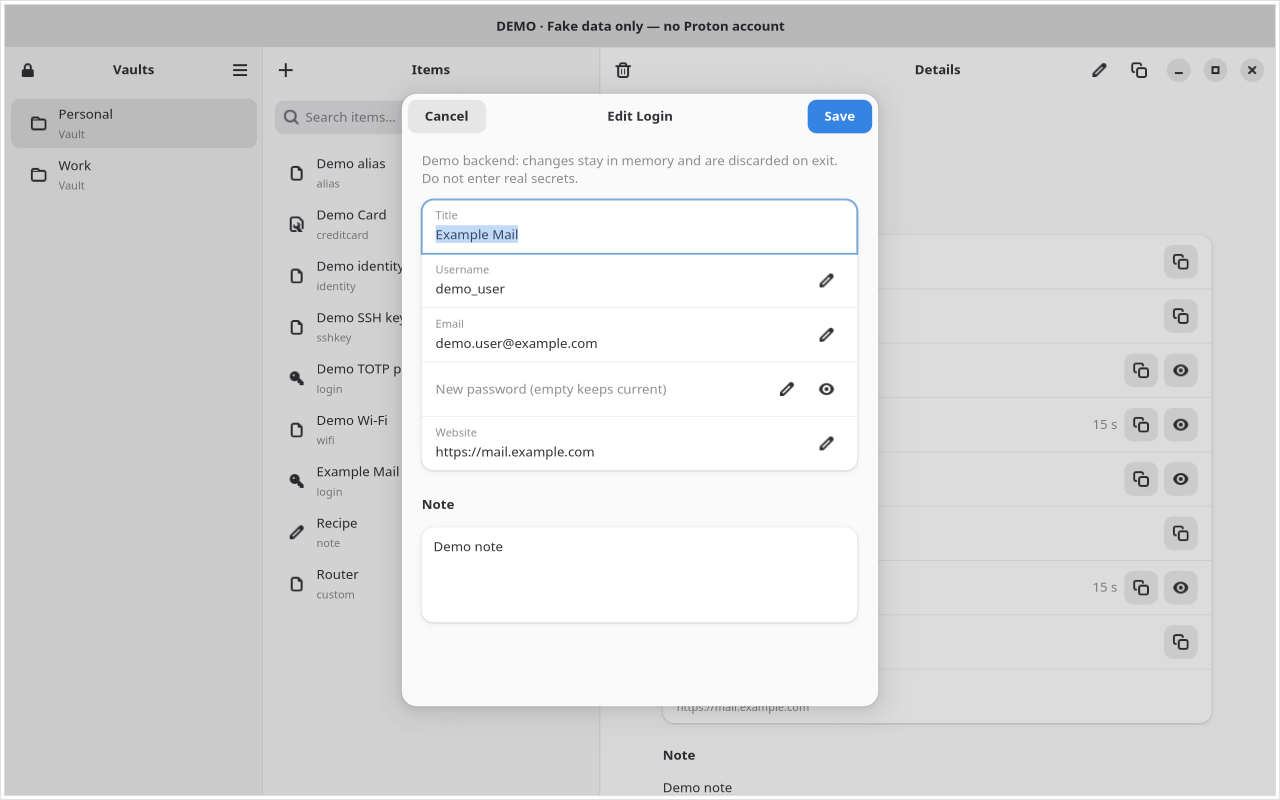 DEMO · Fake data only — no Proton account
Vaults
Items
Details
Personal
Vault
Work
Vault
Search items...
Demo alias
alias
Demo Card
creditcard
Demo identity
identity
Demo SSH key
sshkey
Demo TOTP p
login
Demo Wi-Fi
wifi
Example Mail
login
Recipe
note
Router
custom
Cancel
Edit Login
Save
Demo backend: changes stay in memory and are discarded on exit.
Do not enter real secrets.
Title
Example Mail
Username
demo_user
Email
demo.user@example.com
New password (empty keeps current)
Website
https://mail.example.com
Note
Demo note
15 s
15 s
https://mail.example.com
Note
Demo note